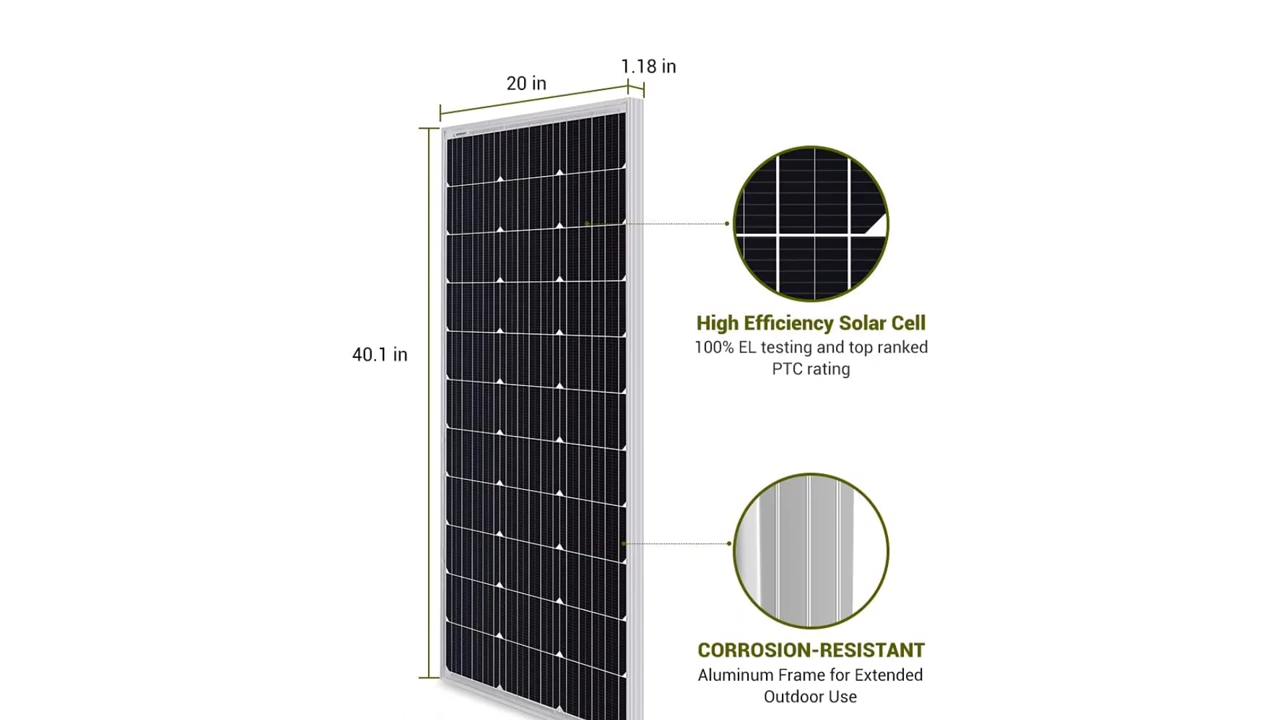 1.18 in
20 in
40.1 in
High Efficiency Solar Cell
100% EL testing and top ranked
PTC rating
CORROSION-RESISTANT
Aluminum Frame for Extended
Outdoor Use